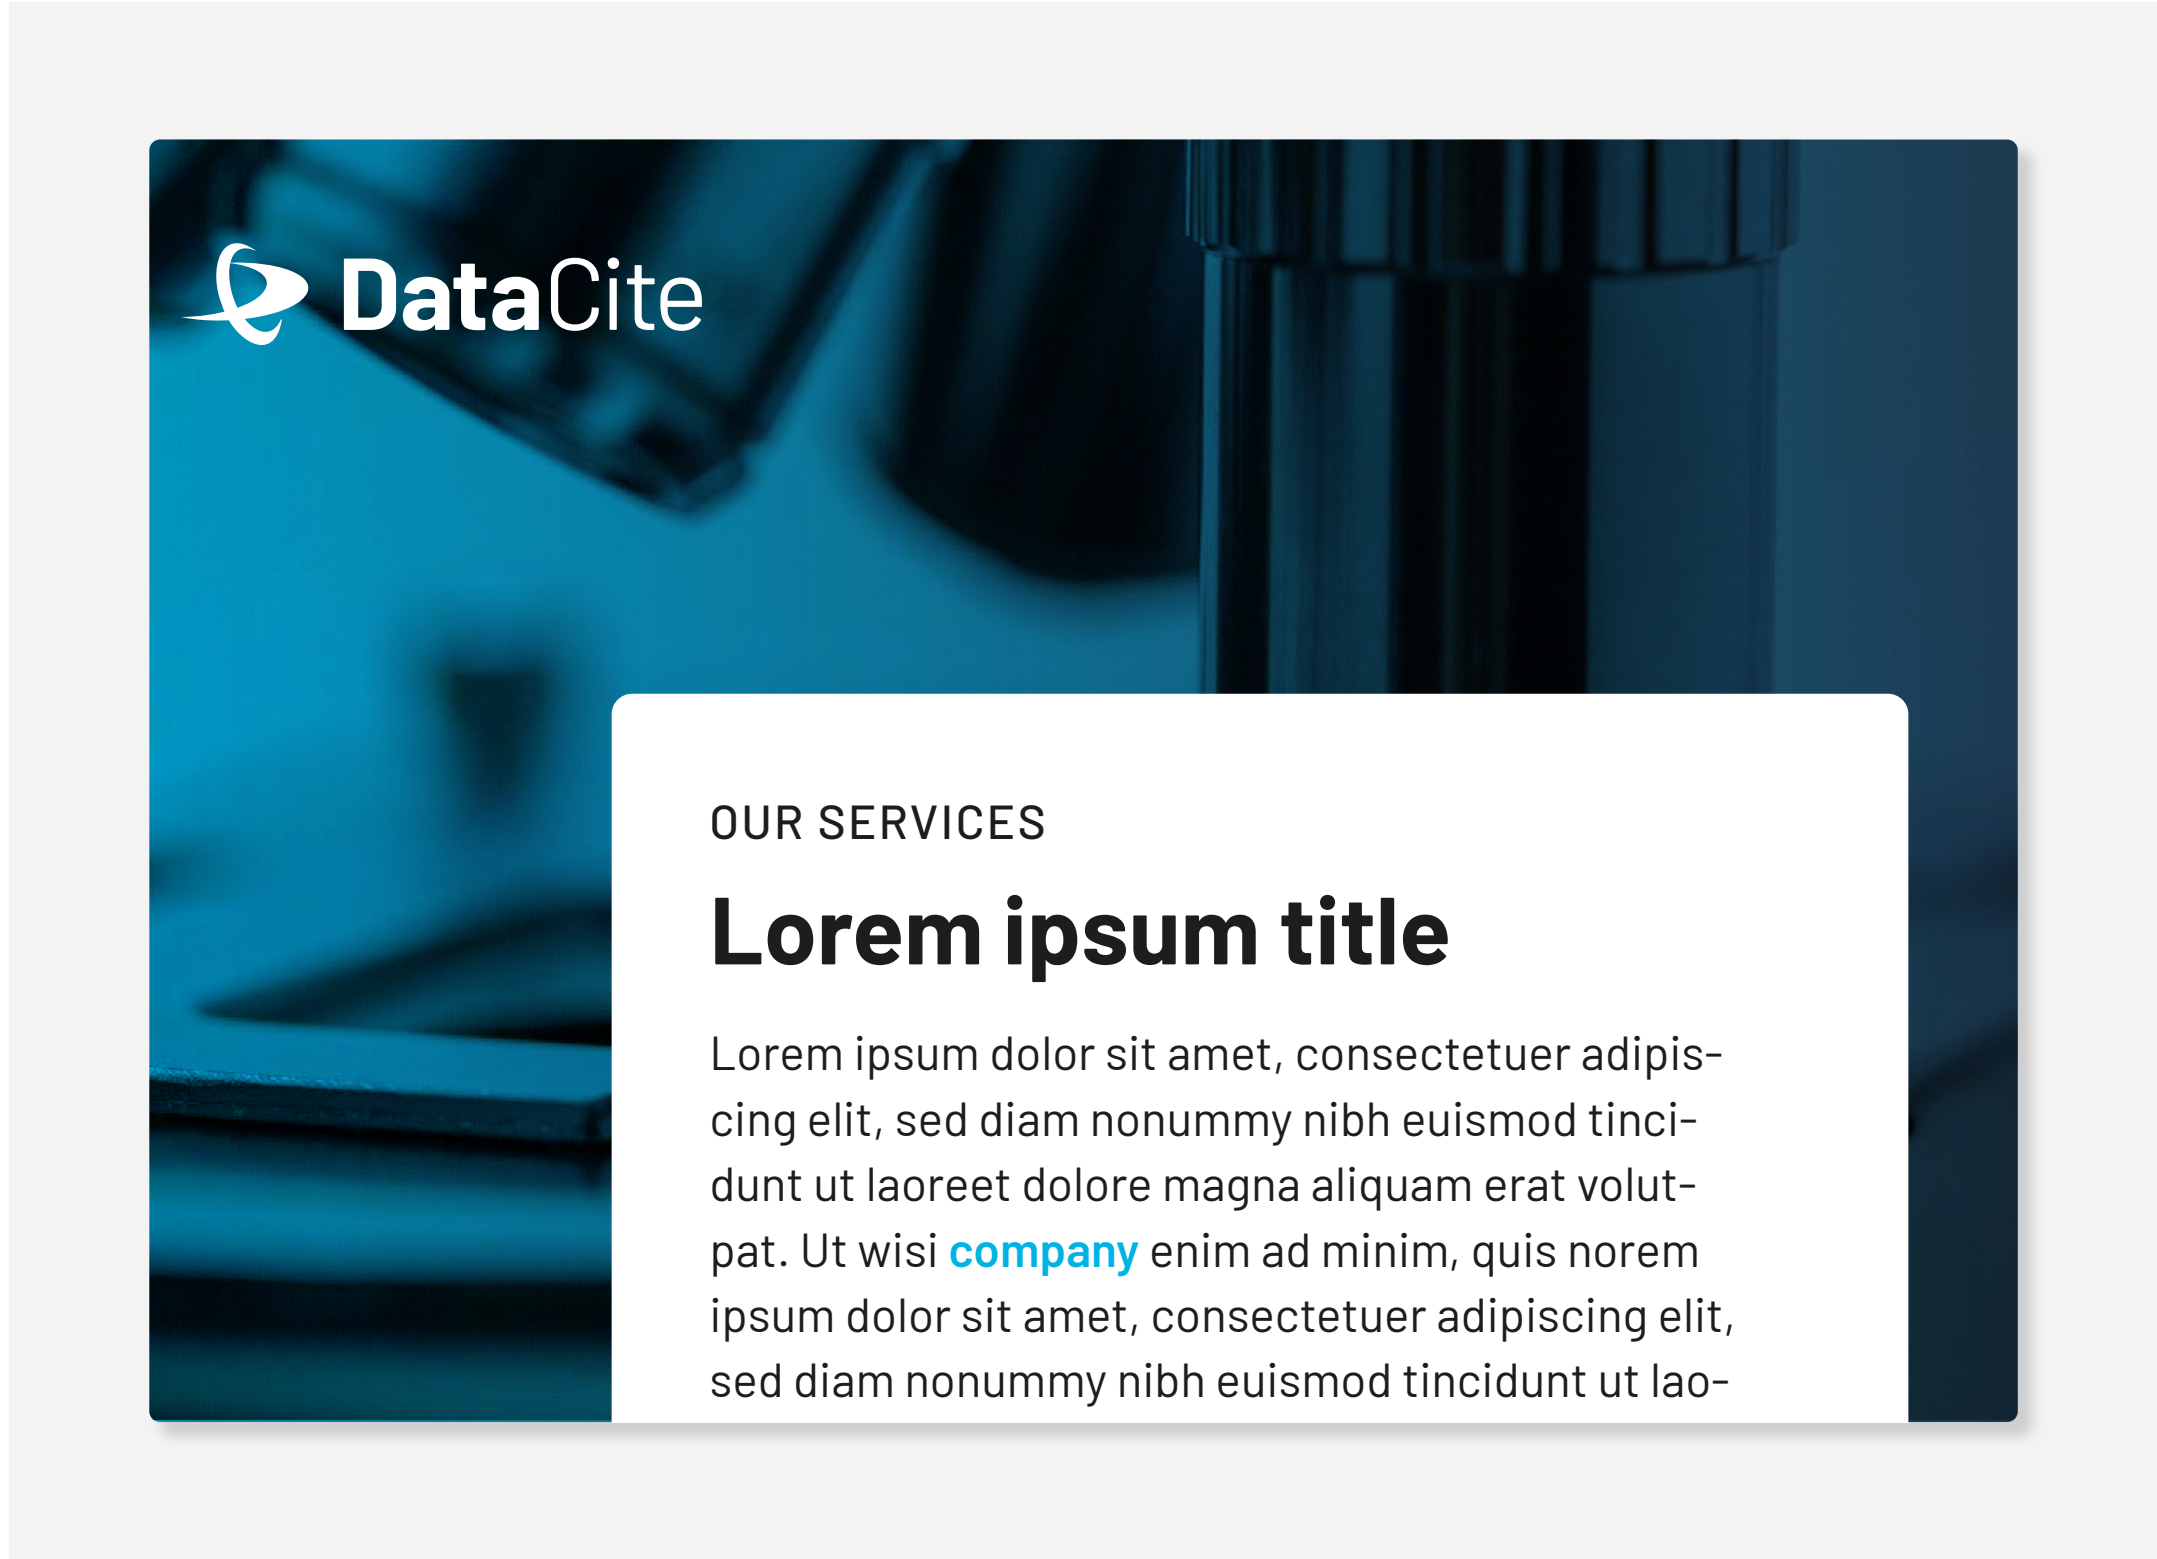 DataCite
OUR SERVICES
Lorem ipsum title
Lorem ipsum dolor sit amet, consectetuer adipis-
cing elit, sed diam nonummy nibh euismod tinci-
dunt ut laoreet dolore magna aliquam erat volut-
pat. Ut wisi company enim ad minim, quis norem
ipsum dolor sit amet, consectetuer adipiscing elit,
sed diam nonummy nibh euismod tincidunt ut lao-